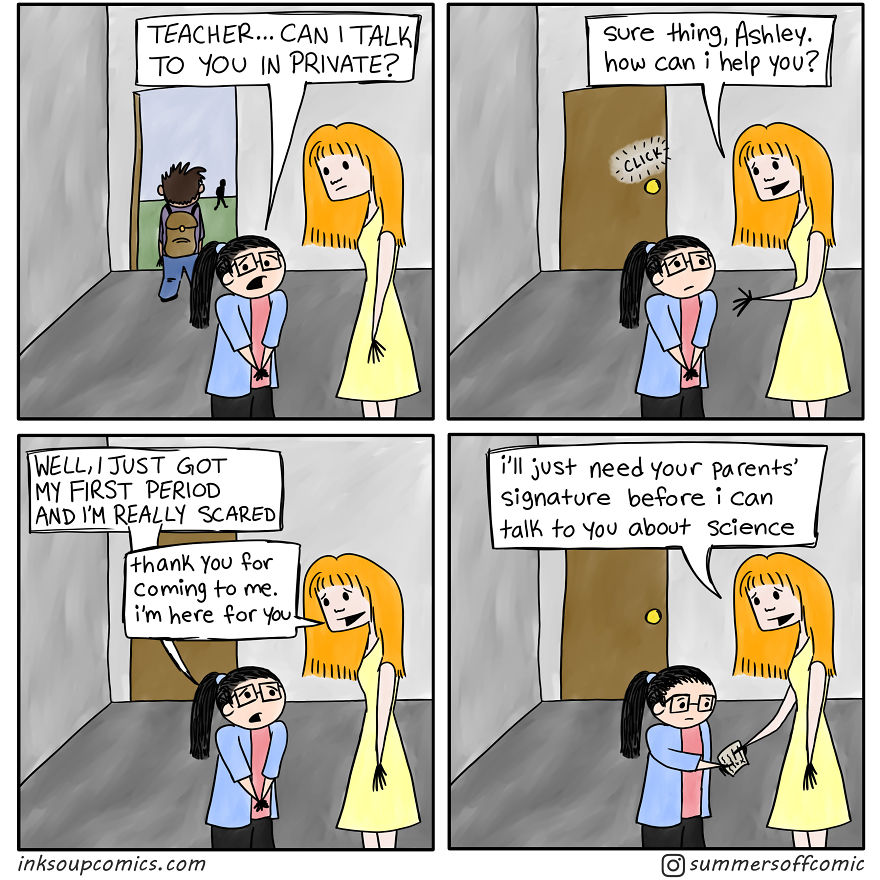 TEACHER... CAN I TALK
TO YOU IN PRIVATE?
sure thing, Ashley.
how can i help you?
CLICK
WELL, I JUST GOT
MY FIRST PERIOD
AND I'M REALLY SCARED
thank you for
coming to me.
i'm here for you
i'll just need your parents'
signature before i can
talk to you about science
inksoupcomics.com
summersoffcomic